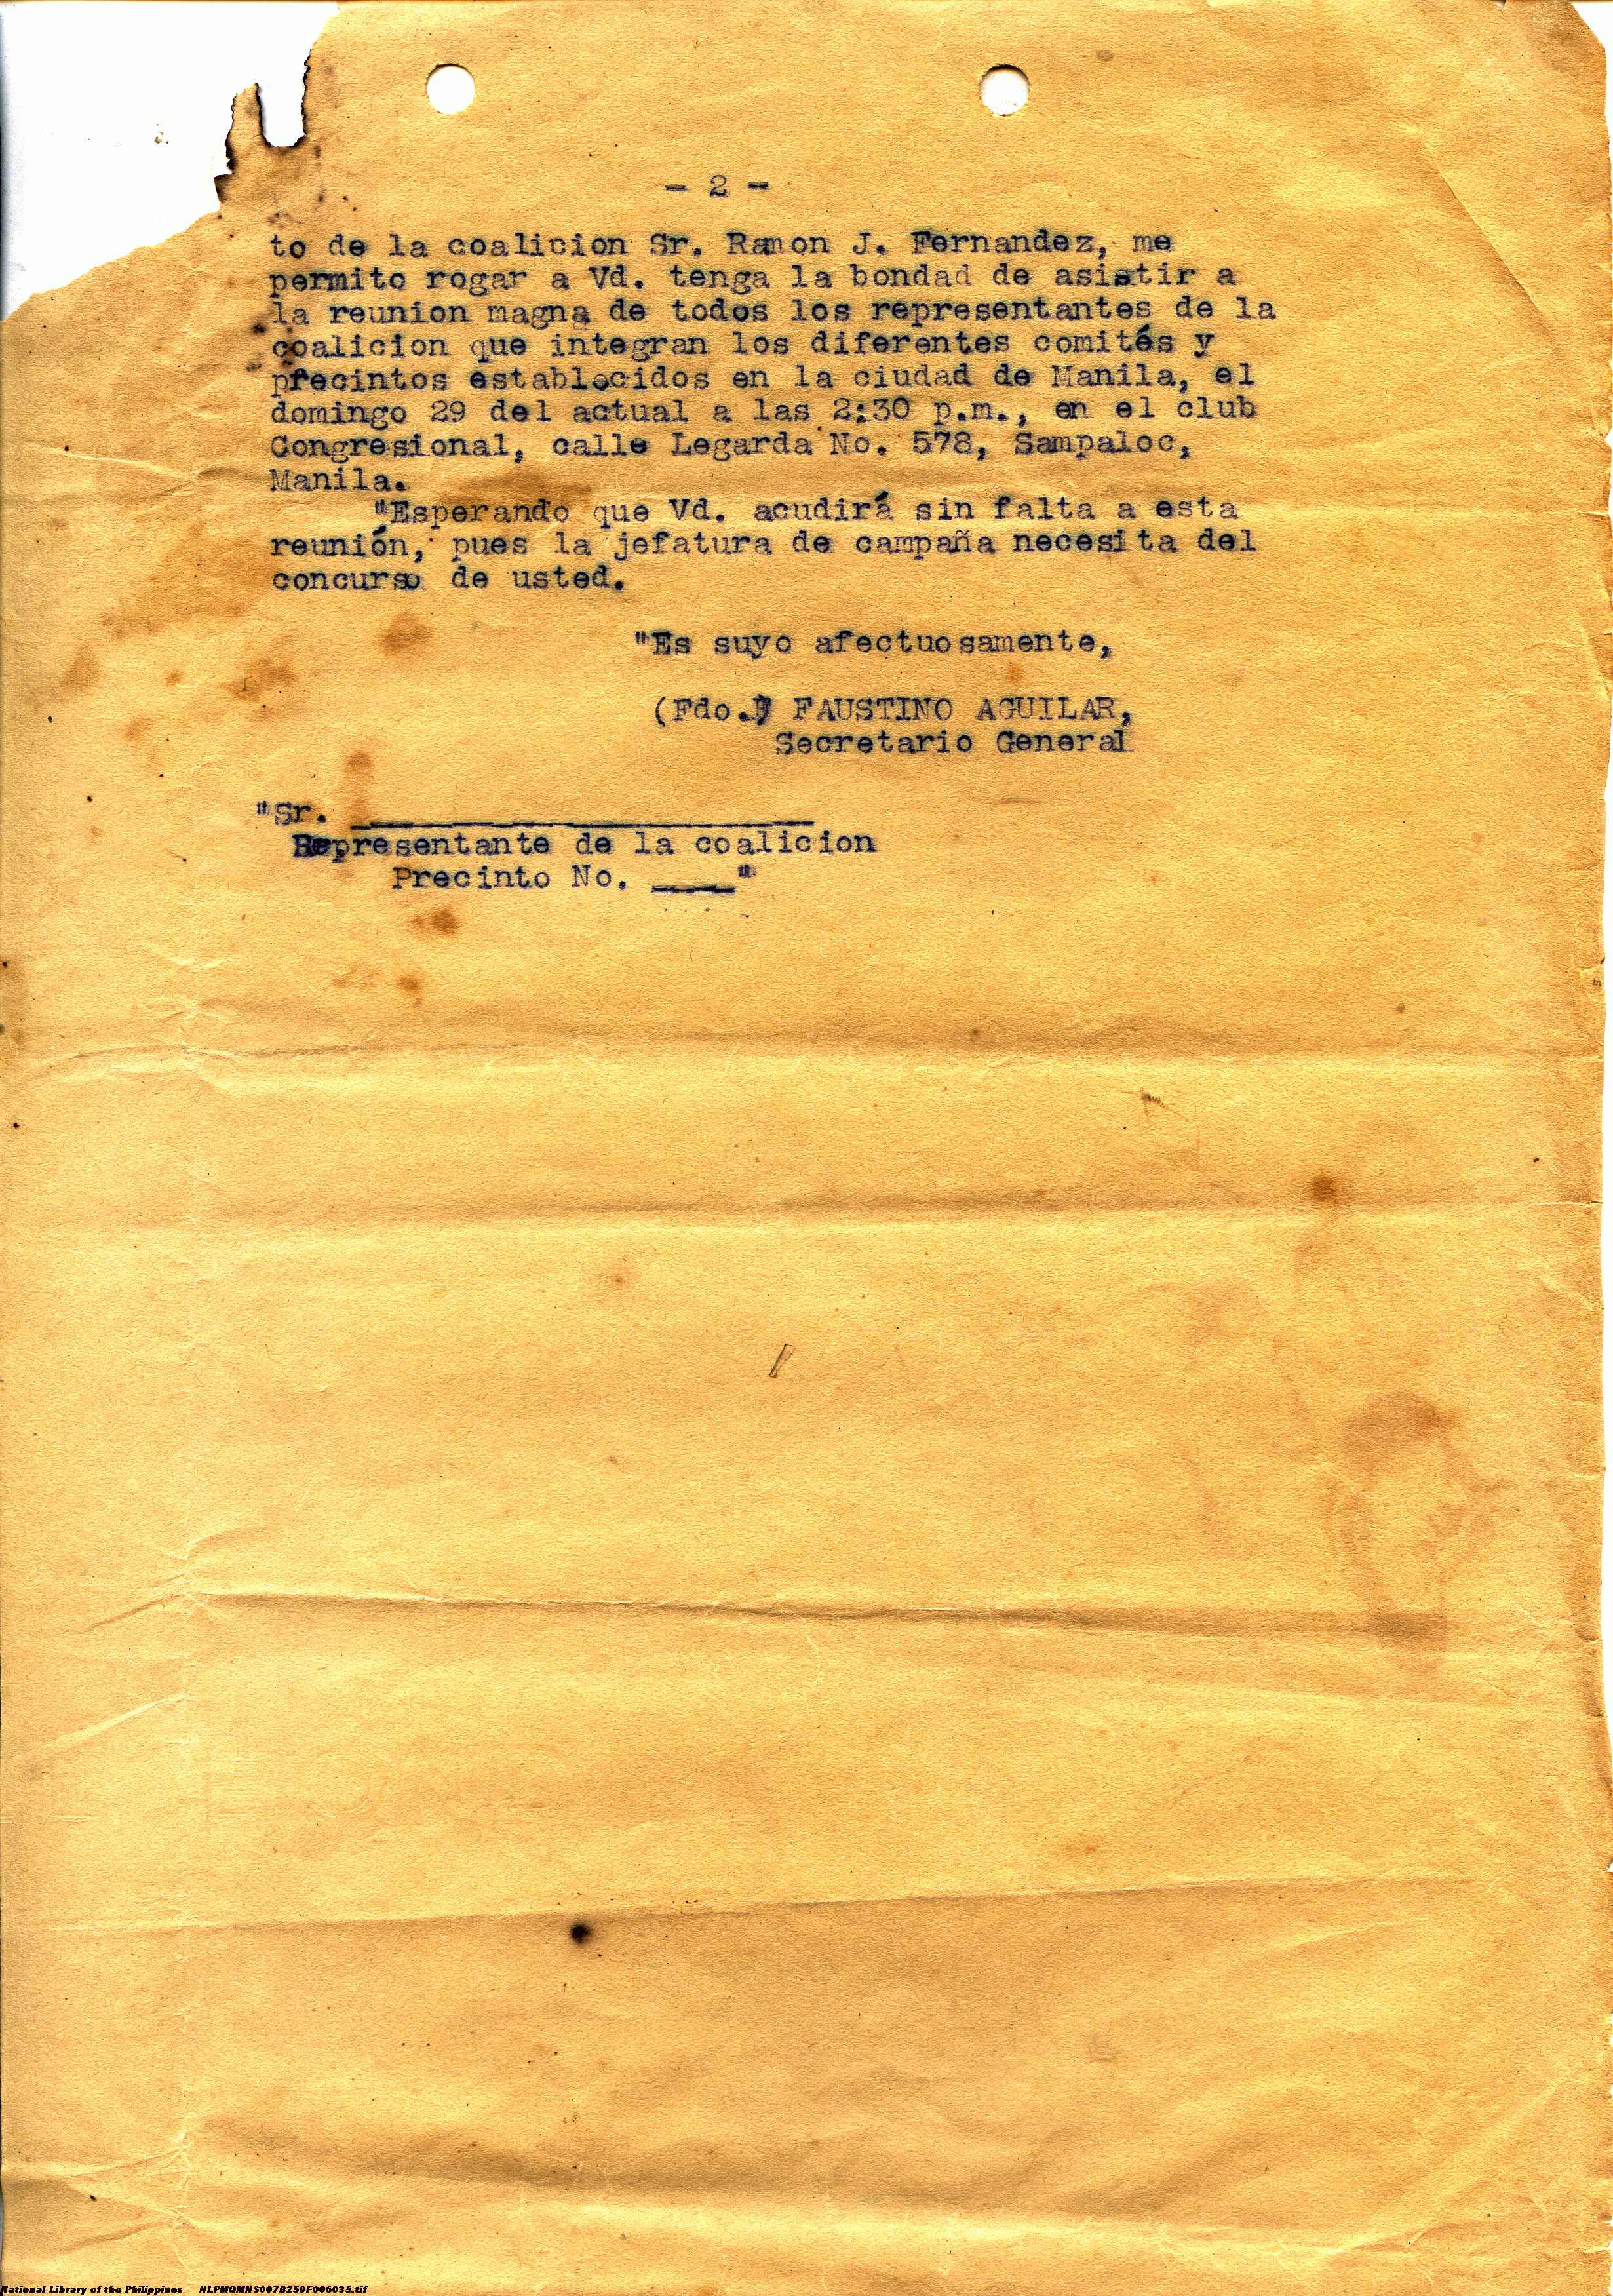 - 2 -
to de la coalicion Sr. Ramon J. Fernandez, me
permito rogar a Vd. tenga la bondad de asistir a
la reunion magna de todos los representantes de la
coalicion que integran los diferentes comités y
precintos establecidos en la ciudad de Manila, el
domingo 29 del actual a las 2:30 p.m., en el club
Congresional, calle Legarda No. 578, Sampaloc,
Manila.
"Esperando que Vd. acudirá sin falta a esta
reunión, pues la jefatura de campaña necesita del
concurso de usted.
"Es suyo afectuosamente,
(Fdo.) FAUSTINO AGUILAR,
Secretario General
"Sr. ____________________
Representante de la coalicion
Precinto No. ____"
National Library of the Philippines NLPMQMNS007B259F006035.tif